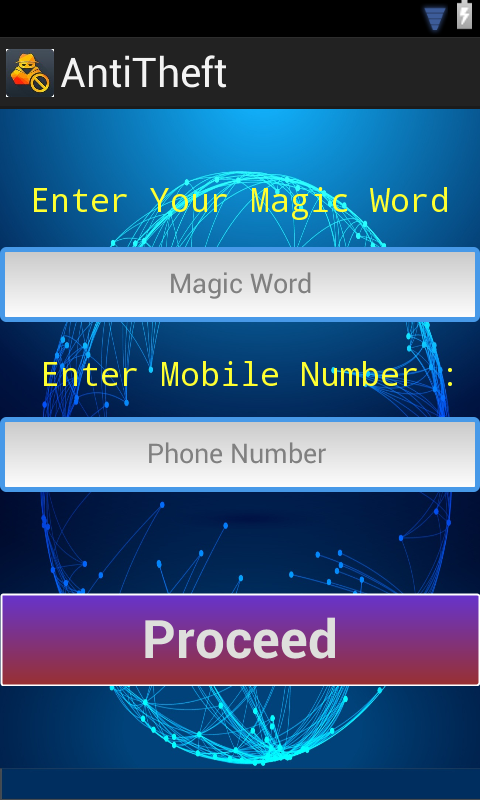 AntiTheft
Enter Your Magic Word
Magic Word
Enter Mobile Number :
Phone Number
Proceed